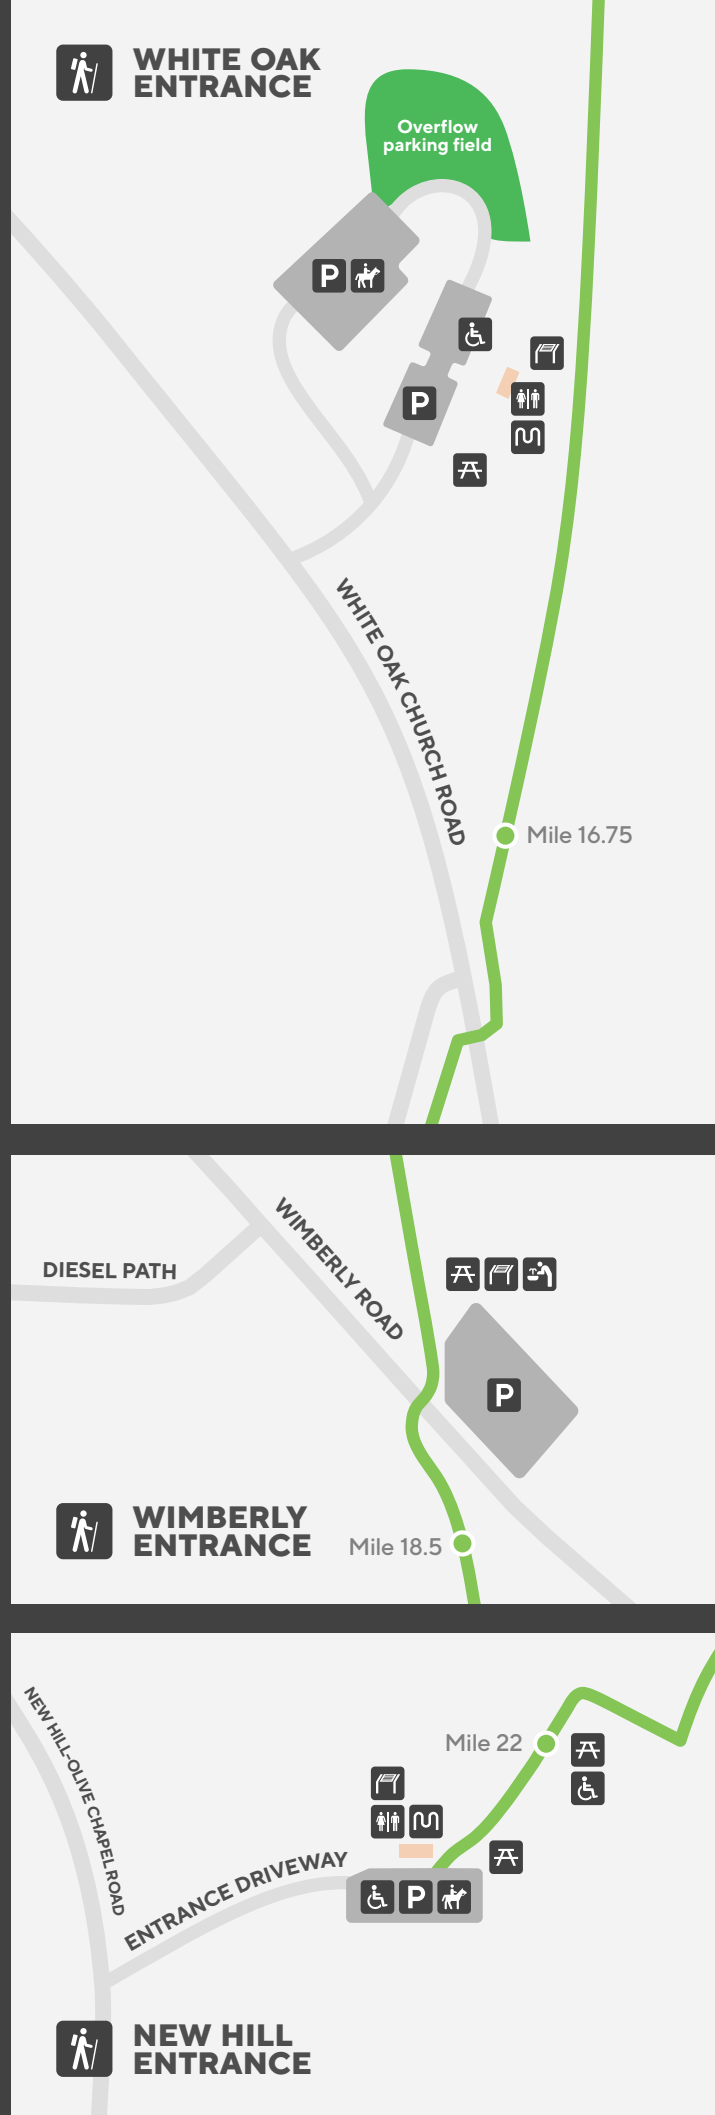 WHITE OAK
ENTRANCE
Overflow
parking field
P
P
WHITE OAK CHURCH ROAD
Mile 16.75
DIESEL PATH
WIMBERLY ROAD
P
WIMBERLY
ENTRANCE
Mile 18.5
NEW HILL-OLIVE CHAPEL ROAD
Mile 22
ENTRANCE DRIVEWAY
P
NEW HILL
ENTRANCE